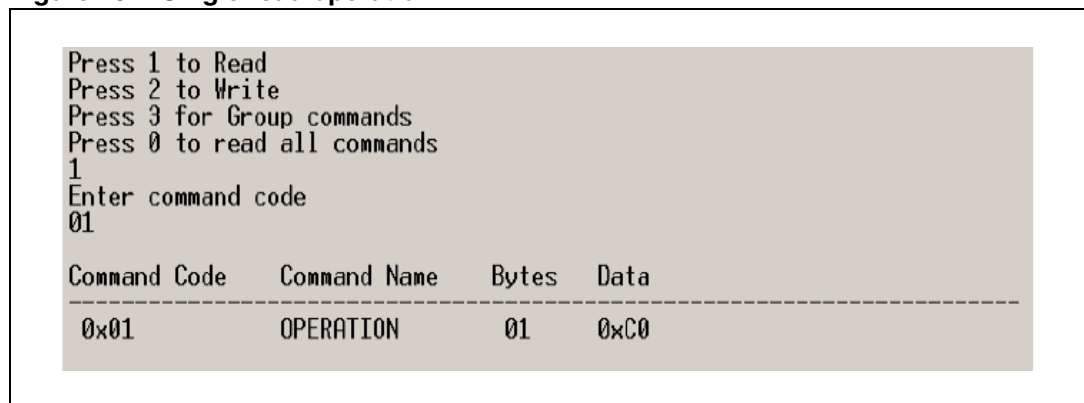 Press 1 to Read
Press 2 to Write
Press 3 for Group commands
Press 0 to read all commands
1
Enter command code
01
Command Code Command Name Bytes Data
0x01 OPERATION 01 0xC0